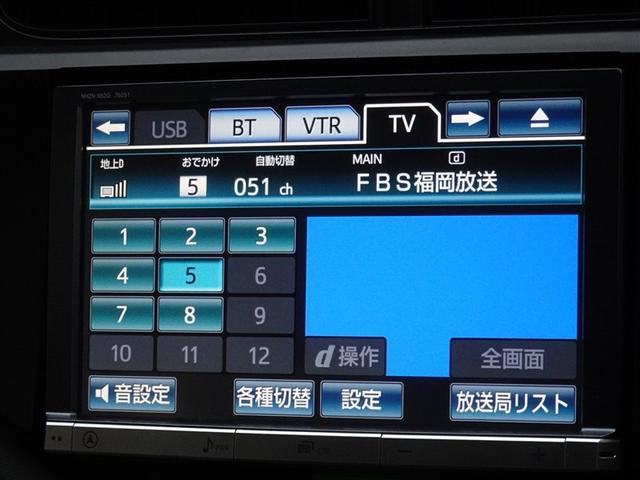 NHZN-X62G 76051
USB BT VTR TV
地上D おでかけ 自動切替 MAIN d
5 051 ch FBS福岡放送
1 2 3
4 5 6
7 8 9
10 11 12 d操作 全画面
音設定 各種切替 設定 放送局リスト